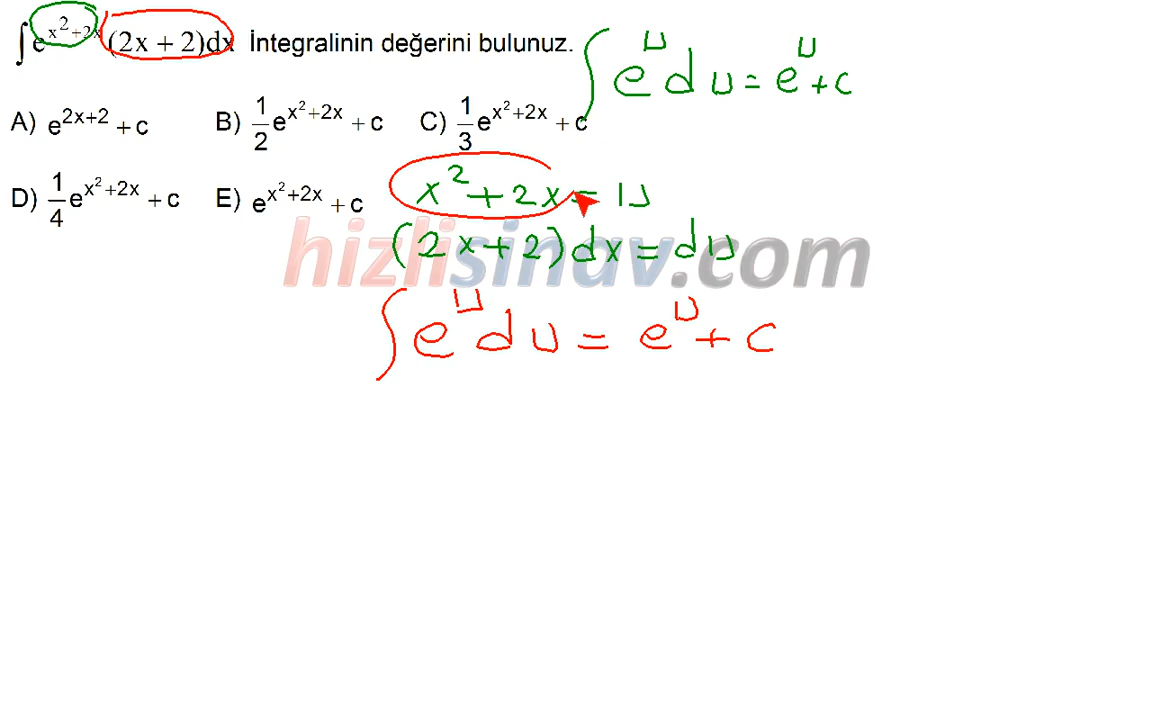 ∫e^(x²+2x) (2x + 2)dx İntegralinin değerini bulunuz.
∫e^u du = e^u + c
A) e^(2x+2) + c B) 1/2 e^(x²+2x) + c C) 1/3 e^(x²+2x) + c
D) 1/4 e^(x²+2x) + c E) e^(x²+2x) + c
x² + 2x = u
(2x + 2) dx = du
hizlisinav.com
∫e^u du = e^u + c